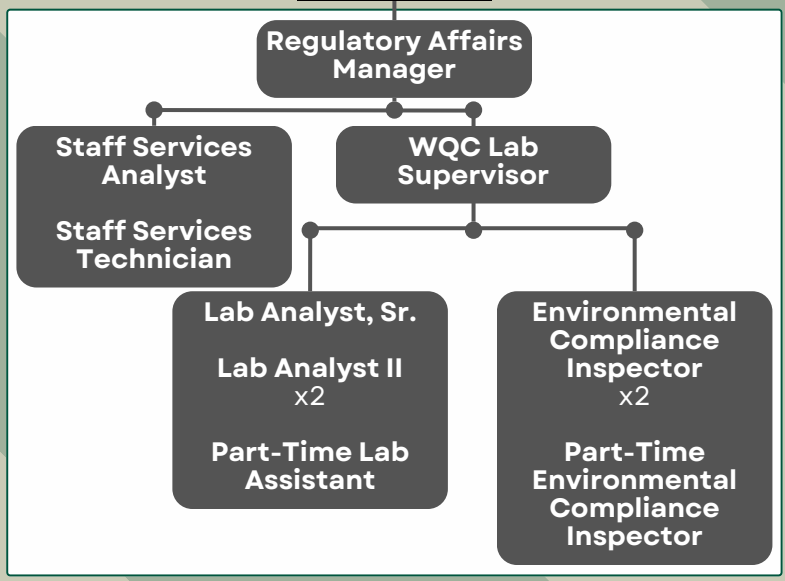 Regulatory Affairs
Manager
Staff Services
Analyst
Staff Services
Technician
WQC Lab
Supervisor
Lab Analyst, Sr.
Lab Analyst II
x2
Part-Time Lab
Assistant
Environmental
Compliance
Inspector
x2
Part-Time
Environmental
Compliance
Inspector